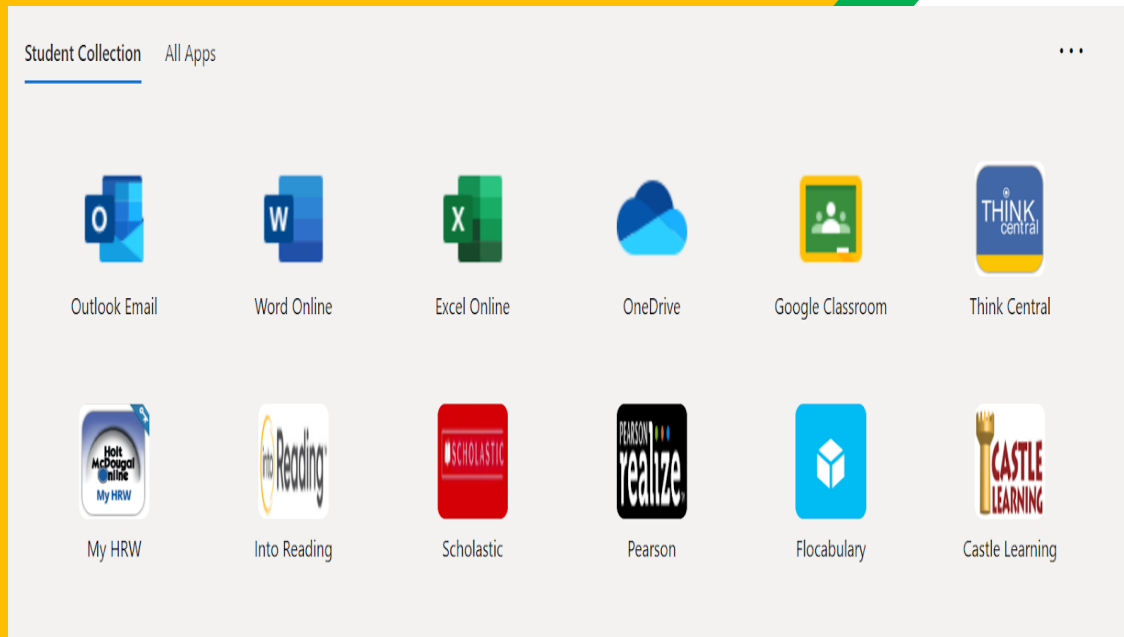 Student Collection All Apps ...
O W X THINK central
Outlook Email Word Online Excel Online OneDrive Google Classroom Think Central
Holt McDougal Online My HRW into Reading SCHOLASTIC PEARSON realize CASTLE LEARNING
My HRW Into Reading Scholastic Pearson Flocabulary Castle Learning